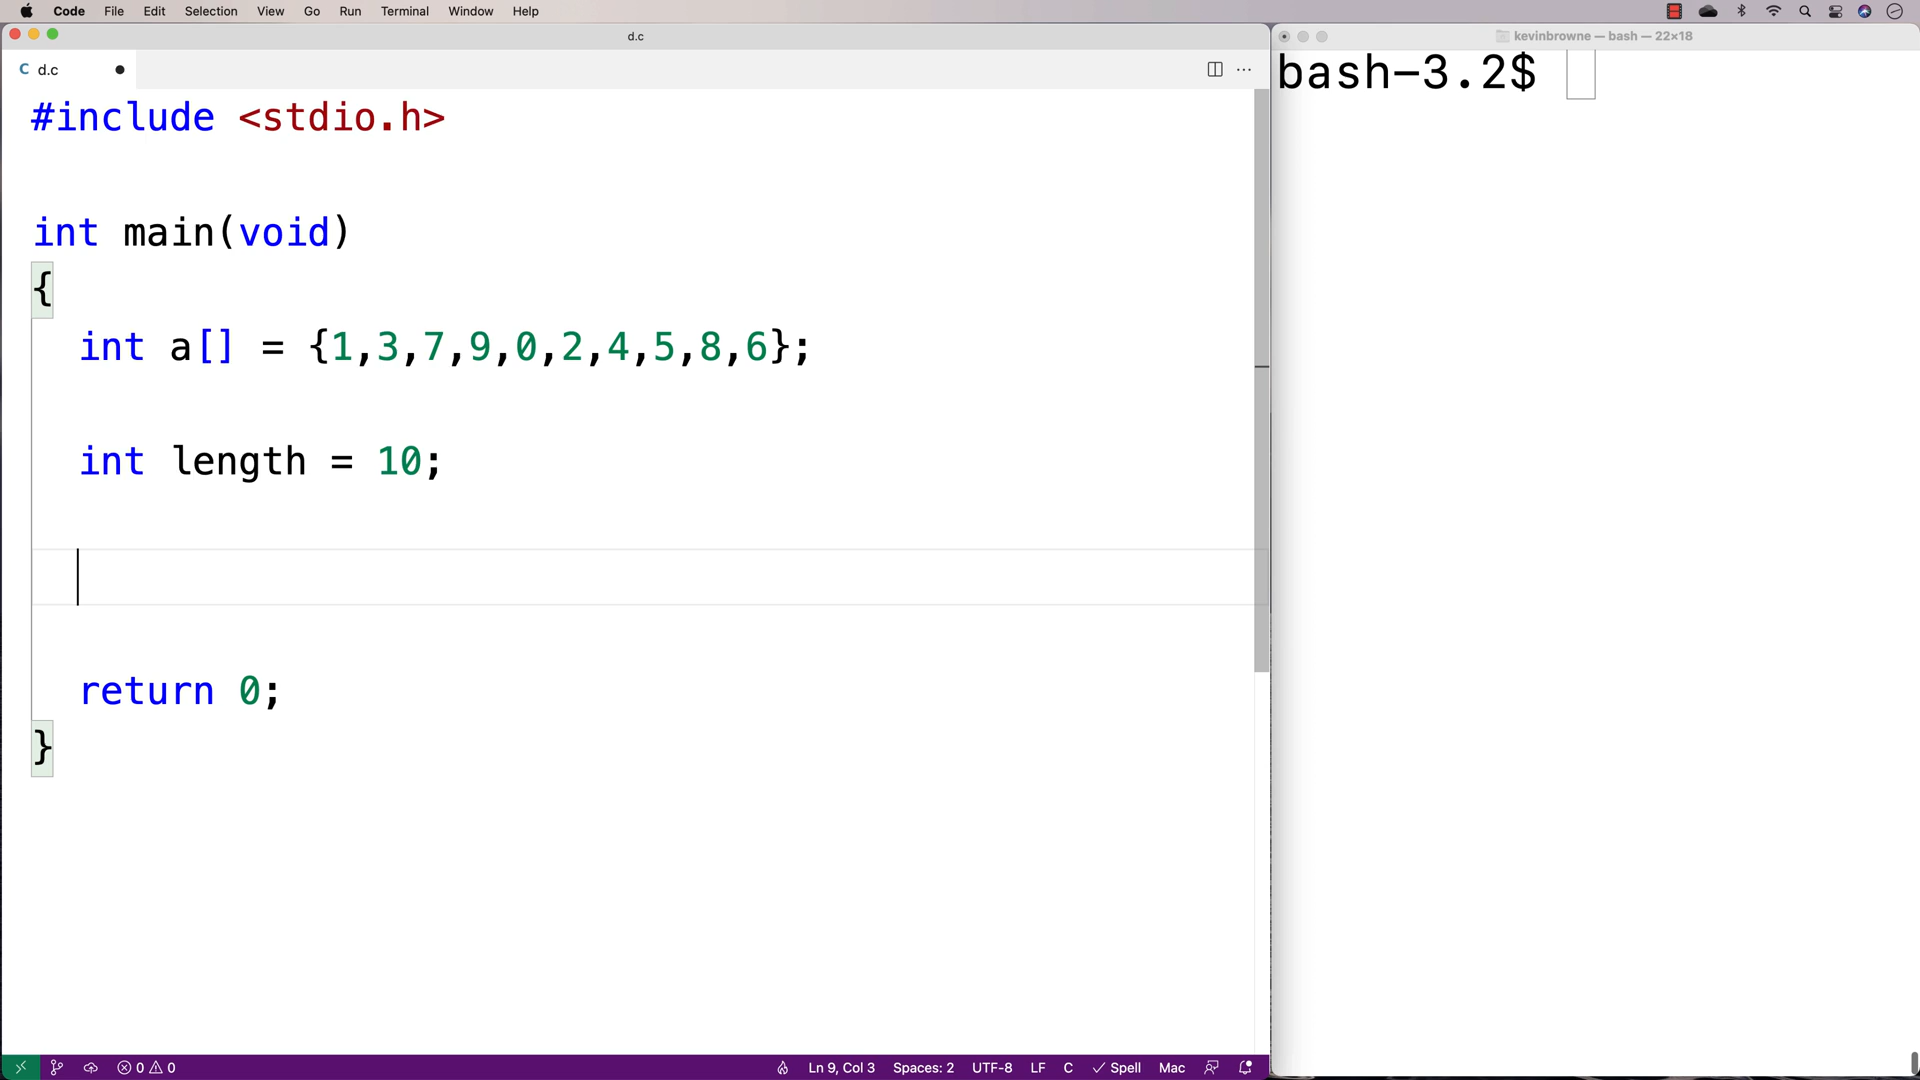 Code File Edit Selection View Go Run Terminal Window Help
d.c
C d.c
#include <stdio.h>
int main(void)
{
int a[] = {1,3,7,9,0,2,4,5,8,6};
int length = 10;
return 0;
}
0 0 Ln 9, Col 3 Spaces: 2 UTF-8 LF C Spell Mac
kevinbrowne — bash — 22×18
bash-3.2$